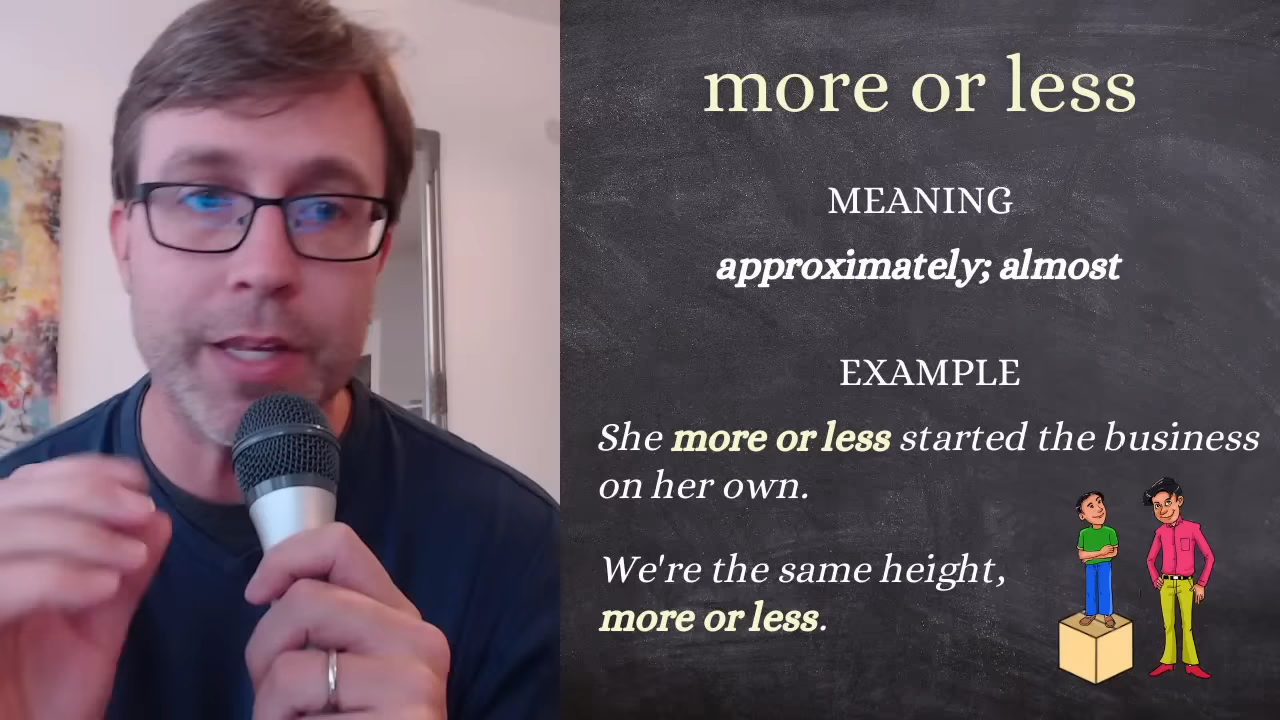 more or less
MEANING
approximately; almost
EXAMPLE
She more or less started the business
on her own.
We're the same height,
more or less.